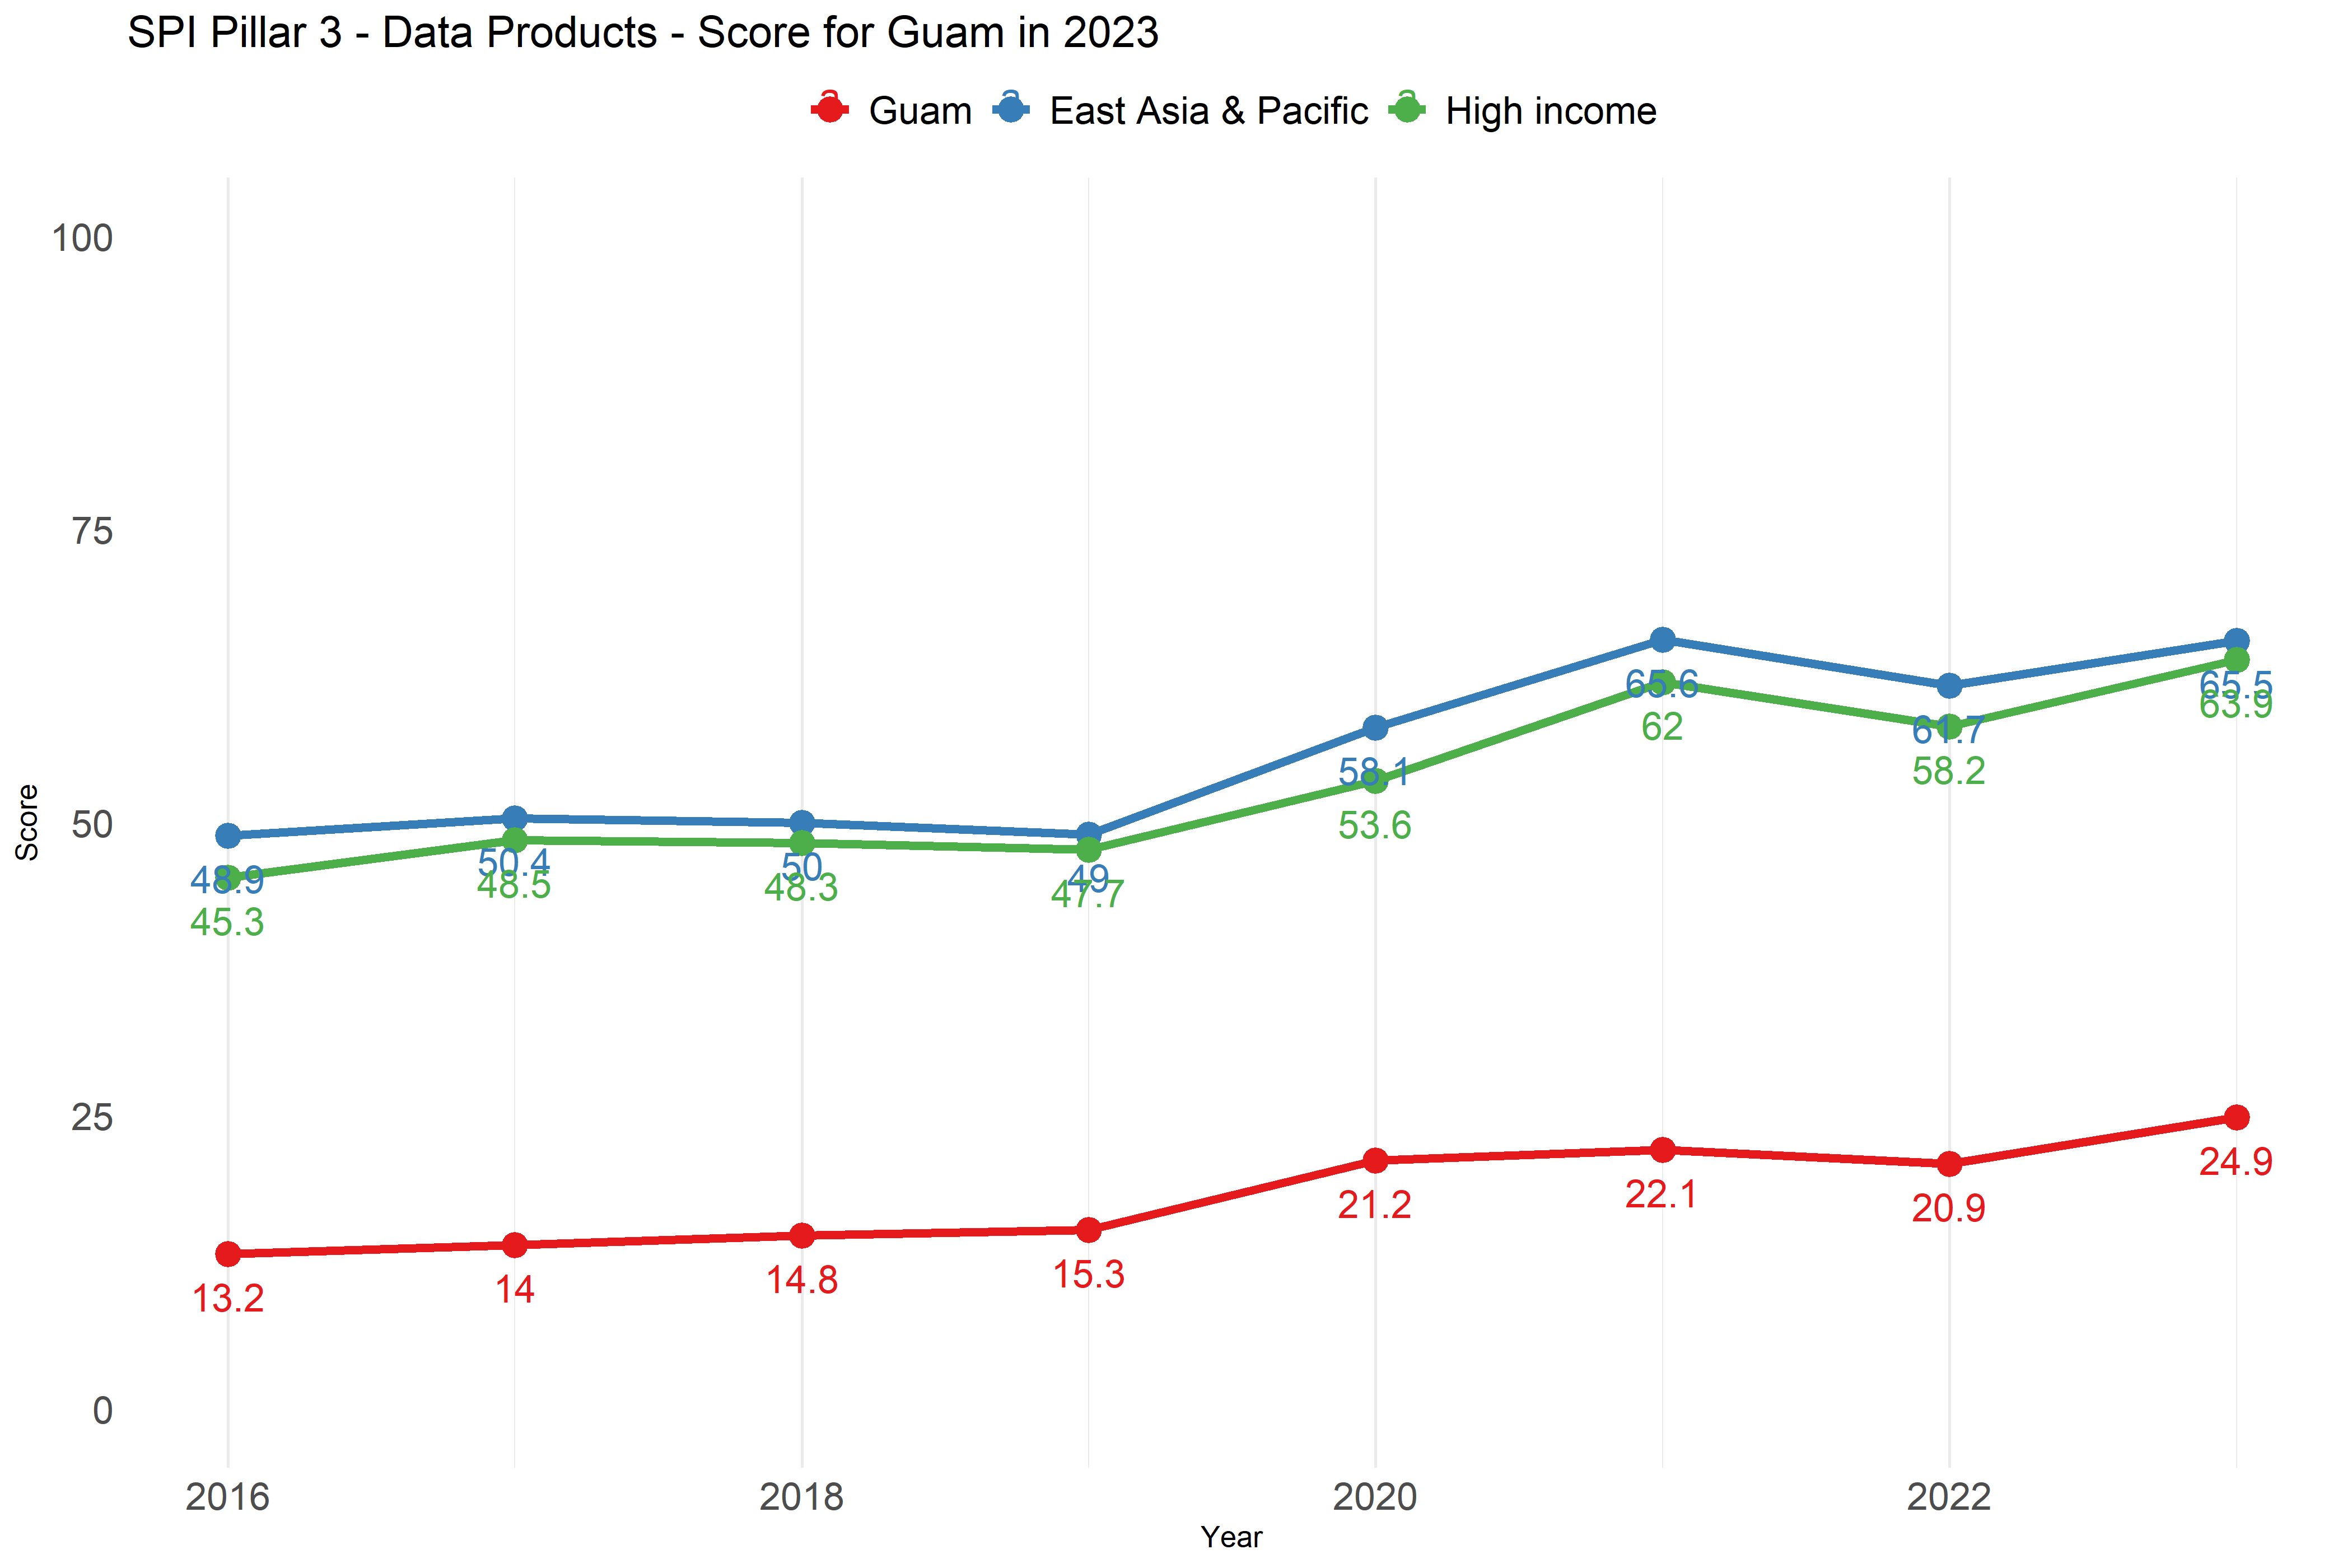 SPI Pillar 3 - Data Products - Score for Guam in 2023
Guam East Asia & Pacific High income
100
75
50
25
0
Score
48.9 50.4 50 49 58.1 65.6 61.7 65.5
45.3 48.5 48.3 47.7 53.6 62 58.2 63.9
13.2 14 14.8 15.3 21.2 22.1 20.9 24.9
2016 2018 2020 2022
Year